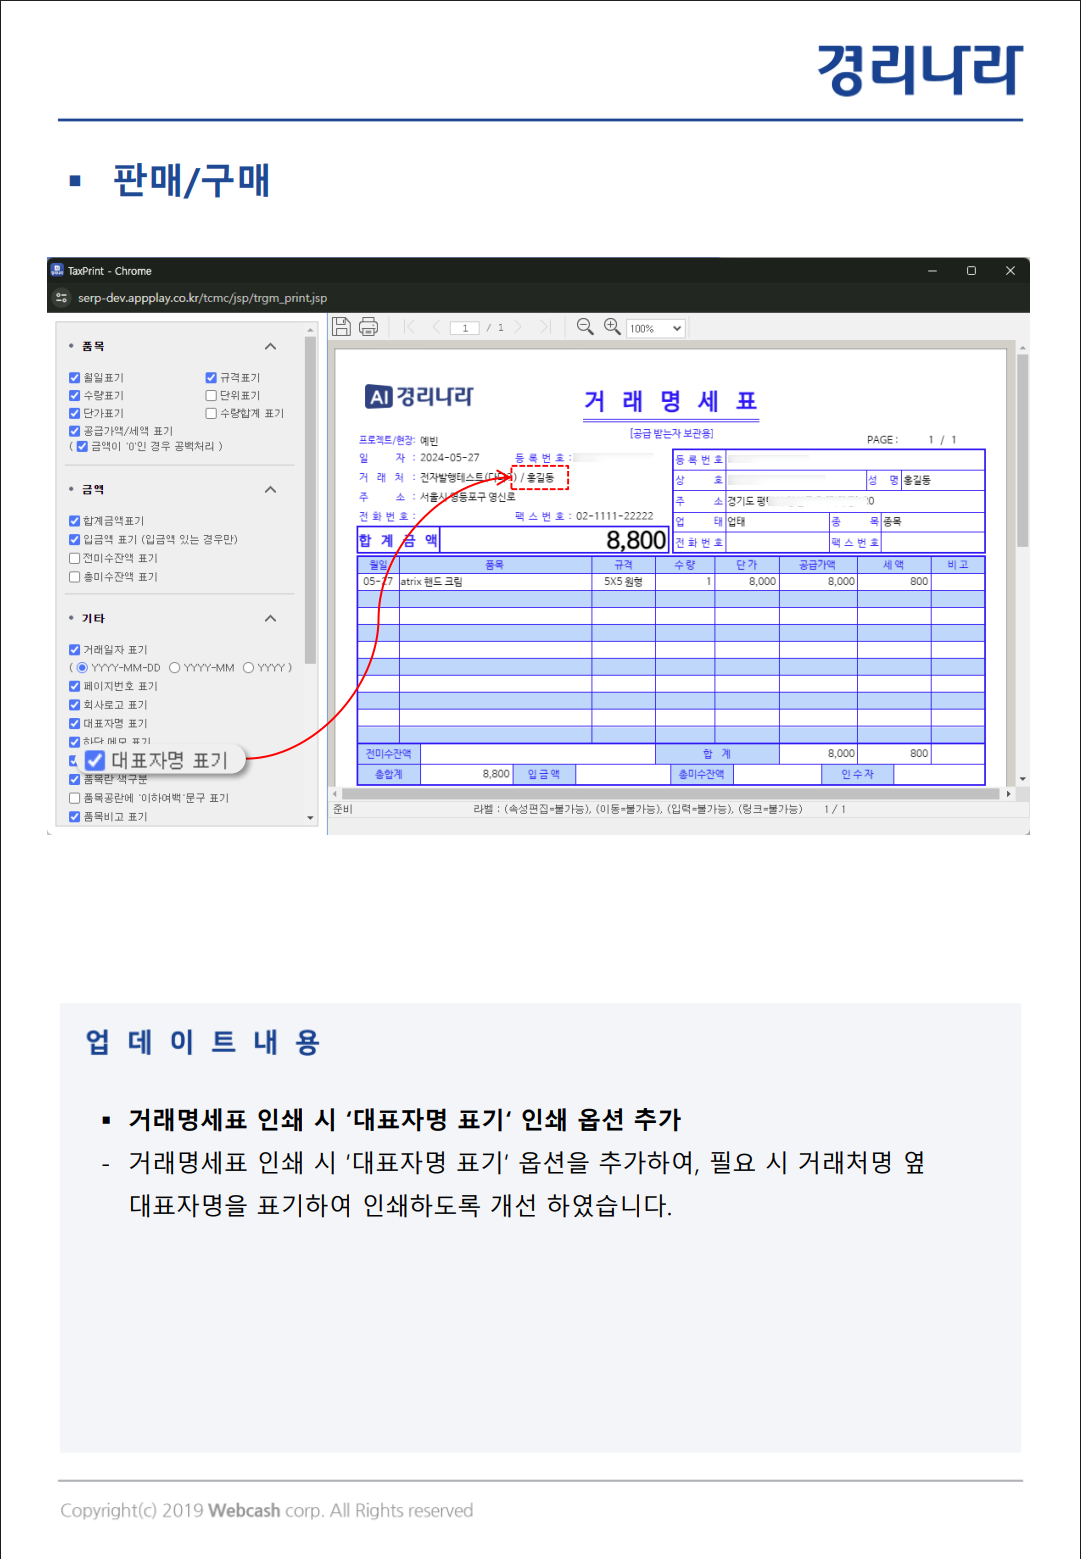 경리나라
▪ 판매/구매
TaxPrint - Chrome
serp-dev.appplay.co.kr/tcmc/jsp/trgm_print.jsp
• 품목
월일표기 규격표기
수량표기 단위표기
단가표기 수량합계 표기
공급가액/세액 표기
( 금액이 '0'인 경우 공백처리 )
• 금액
합계금액표기
입금액 표기 (입금액 있는 경우만)
전미수잔액 표기
총미수잔액 표기
• 기타
거래일자 표기
( YYYY-MM-DD YYYY-MM YYYY )
페이지번호 표기
회사로고 표기
대표자명 표기
하단 메모 표기
대표자명 표기
품목란 색구분
품목공란에 '이하여백'문구 표기
품목비고 표기
1 / 1 100%
AI 경리나라
거 래 명 세 표
[공급 받는자 보관용]
PAGE : 1 / 1
프로젝트/현장: 예빈
일 자 : 2024-05-27 등 록 번 호 :
거 래 처 : 전자발행테스트 / 홍길동
주 소 : 서울시 영등포구 영신로
전 화 번 호 : 팩 스 번 호 : 02-1111-22222
합 계 금 액 8,800
등 록 번 호
상 호 성 명 홍길동
주 소 경기도
업 태 업태 종 목 종목
전 화 번 호 팩 스 번 호
월일 품목 규격 수 량 단 가 공급가액 세 액 비 고
05-27 atrix 핸드 크림 5X5 원형 1 8,000 8,000 800
전미수잔액 합 계 8,000 800
총합계 8,800 입 금 액 총미수잔액 인 수 자
준비 라벨 : (속성편집=불가능), (이동=불가능), (입력=불가능), (링크=불가능) 1 / 1
업 데 이 트 내 용
▪ 거래명세표 인쇄 시 ‘대표자명 표기‘ 인쇄 옵션 추가
- 거래명세표 인쇄 시 ‘대표자명 표기‘ 옵션을 추가하여, 필요 시 거래처명 옆
대표자명을 표기하여 인쇄하도록 개선 하였습니다.
Copyright(c) 2019 Webcash corp. All Rights reserved